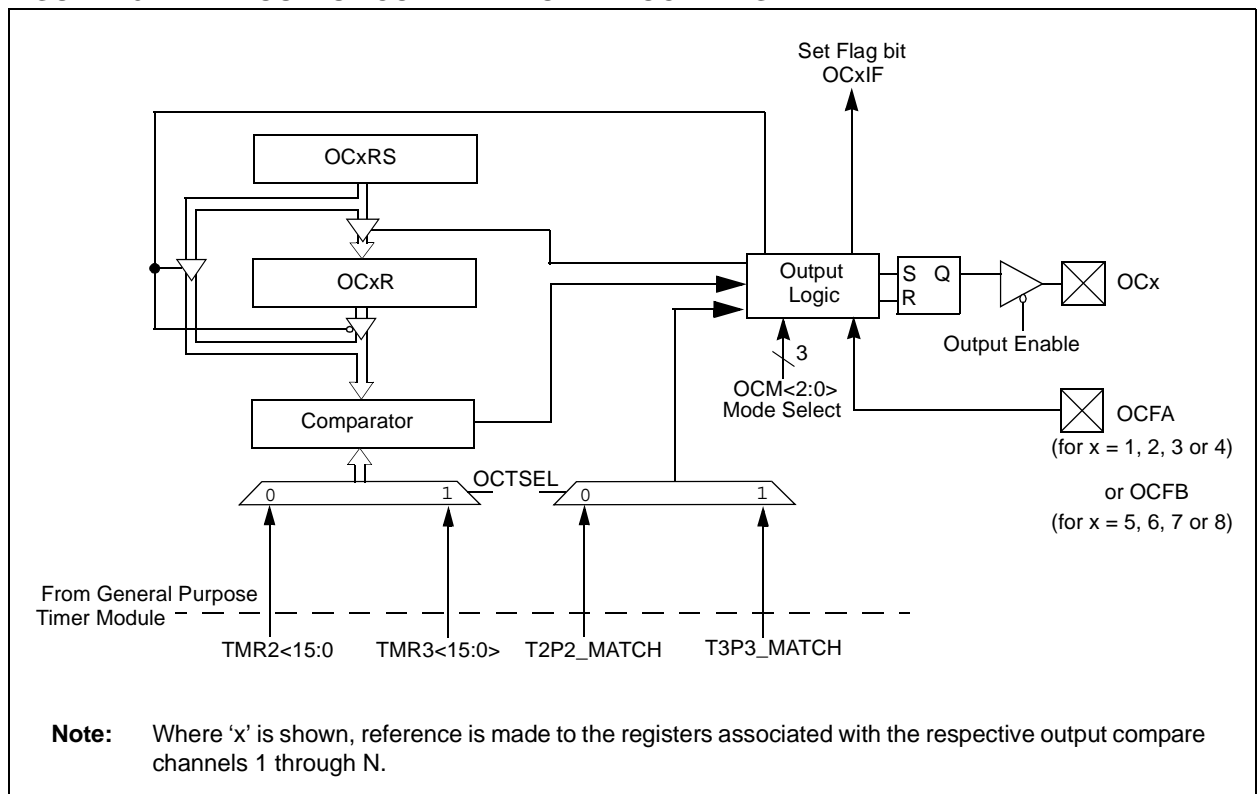 Set Flag bit
OCxIF
OCxRS
OCxR
Output
Logic
S Q
R
OCx
Output Enable
3
OCM<2:0>
Mode Select
Comparator
OCFA
(for x = 1, 2, 3 or 4)
or OCFB
(for x = 5, 6, 7 or 8)
OCTSEL
0 1
0 1
From General Purpose
Timer Module
TMR2<15:0
TMR3<15:0>
T2P2_MATCH
T3P3_MATCH
Note: Where ‘x’ is shown, reference is made to the registers associated with the respective output compare
channels 1 through N.